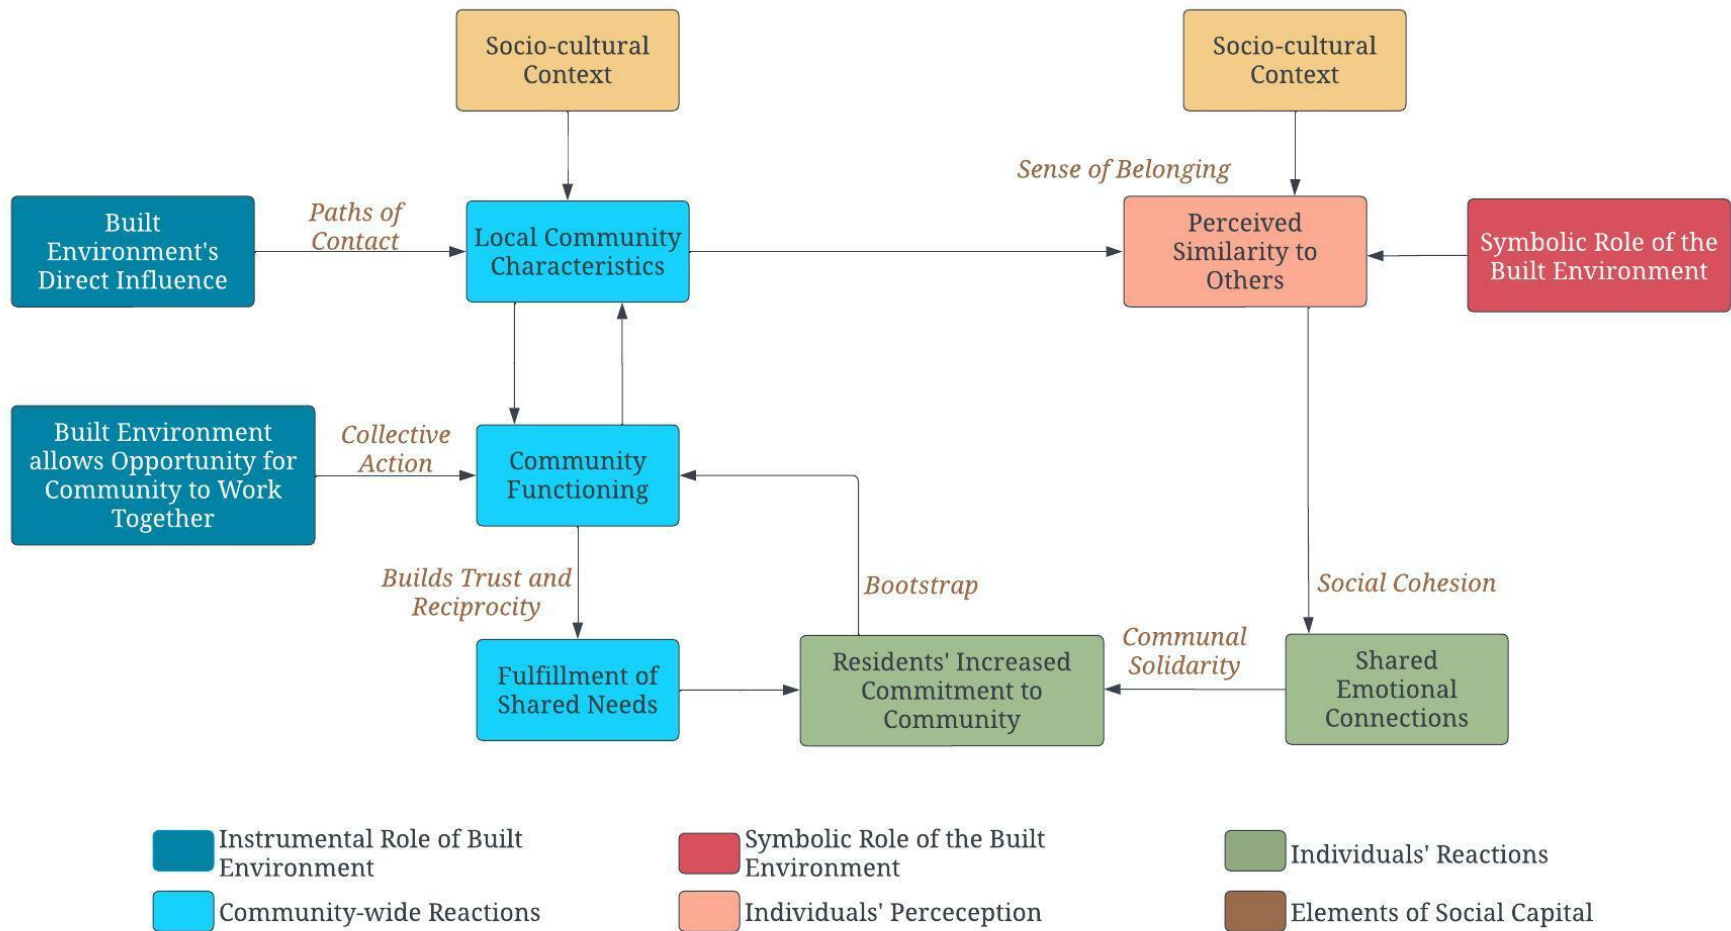 Socio-cultural
Context
Socio-cultural
Context
Sense of Belonging
Built
Environment's
Direct Influence
Paths of
Contact
Local Community
Characteristics
Perceived
Similarity to
Others
Symbolic Role of the
Built Environment
Built Environment
allows Opportunity for
Community to Work
Together
Collective
Action
Community
Functioning
Builds Trust and
Reciprocity
Bootstrap
Social Cohesion
Fulfillment of
Shared Needs
Residents' Increased
Commitment to
Community
Communal
Solidarity
Shared
Emotional
Connections
Instrumental Role of Built
Environment
Symbolic Role of the Built
Environment
Individuals' Reactions
Community-wide Reactions
Individuals' Perceception
Elements of Social Capital